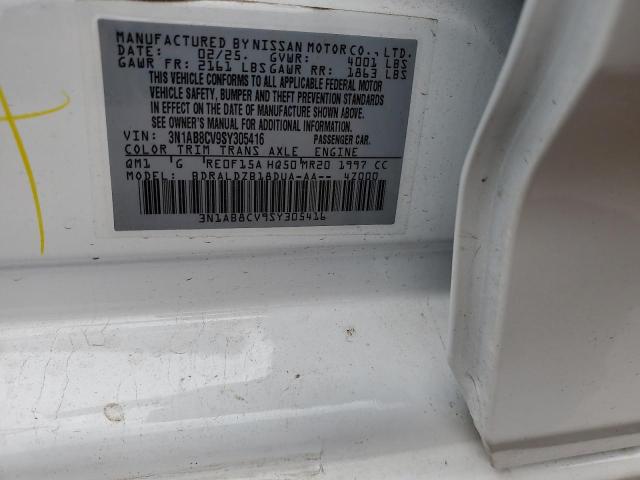 MANUFACTURED BY NISSAN MOTOR CO., LTD.
DATE: 02/25. GVWR: 4001 LBS
GAWR FR: 2161 LBS GAWR RR: 1863 LBS
THIS VEHICLE CONFORMS TO ALL APPLICABLE FEDERAL MOTOR
VEHICLE SAFETY, BUMPER AND THEFT PREVENTION STANDARDS
IN EFFECT ON THE DATE OF MANUFACTURE SHOWN ABOVE.
SEE OWNER'S MANUAL FOR ADDITIONAL INFORMATION.
VIN: 3N1AB8CV9SY305416 PASSENGER CAR.
COLOR TRIM TRANS AXLE ENGINE
QM1 G RE0F15A HQ50 MR20 1997 CC
MODEL: BDRALDZB18DUA-AA-- 4Z000
3N1AB8CV9SY305416